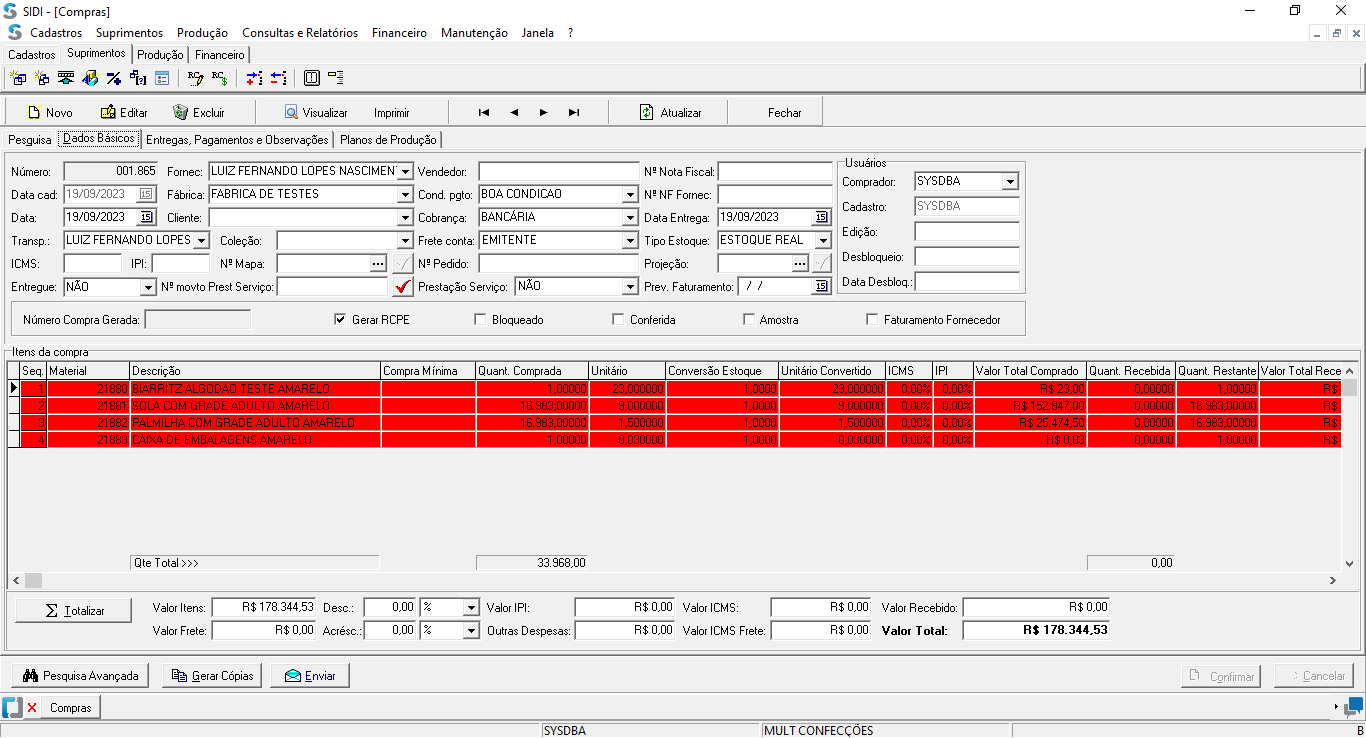 SIDI - [Compras]
Cadastros Suprimentos Produção Consultas e Relatórios Financeiro Manutenção Janela ?
Cadastros Suprimentos Produção Financeiro
Novo Editar Excluir Visualizar Imprimir Atualizar Fechar
Pesquisa Dados Básicos Entregas, Pagamentos e Observações Planos de Produção
Número: 001.865 Fornec: LUIZ FERNANDO LOPES NASCIMEN Vendedor: Nº Nota Fiscal: Usuários
Comprador: SYSDBA
Data cad: 19/09/2023 15 Fábrica: FABRICA DE TESTES Cond. pgto: BOA CONDICAO Nº NF Fornec:
Cadastro: SYSDBA
Data: 19/09/2023 15 Cliente: Cobrança: BANCÁRIA Data Entrega: 19/09/2023 15
Edição:
Transp.: LUIZ FERNANDO LOPES Coleção: Frete conta: EMITENTE Tipo Estoque: ESTOQUE REAL
Desbloqueio:
ICMS: IPI: Nº Mapa: Nº Pedido: Projeção:
Data Desbloq.:
Entregue: NÃO Nº movto Prest Serviço: Prestação Serviço: NÃO Prev. Faturamento: / / 15
Número Compra Gerada: Gerar RCPE Bloqueado Conferida Amostra Faturamento Fornecedor
Itens da compra
Seq. Material Descrição Compra Mínima Quant. Comprada Unitário Conversão Estoque Unitário Convertido ICMS IPI Valor Total Comprado Quant. Recebida Quant. Restante Valor Total Rece
1 21880 BIARRITZ ALGODAO TESTE AMARELO 1,00000 23,000000 1,0000 23,000000 0,00% 0,00% R$ 23,00 0,00000 1,00000 R$
2 21881 SOLA COM GRADE ADULTO AMARELO 16.983,00000 9,000000 1,0000 9,000000 0,00% 0,00% R$ 152.847,00 0,00000 16.983,00000 R$
3 21882 PALMILHA COM GRADE ADULTO AMARELO 16.983,00000 1,500000 1,0000 1,500000 0,00% 0,00% R$ 25.474,50 0,00000 16.983,00000 R$
4 21883 CAIXA DE EMBALAGENS AMARELO 1,00000 0,030000 1,0000 0,030000 0,00% 0,00% R$ 0,03 0,00000 1,00000 R$
Qte Total >>> 33.968,00 0,00
Σ Totalizar Valor Itens: R$ 178.344,53 Desc.: 0,00 % Valor IPI: R$ 0,00 Valor ICMS: R$ 0,00 Valor Recebido: R$ 0,00
Valor Frete: R$ 0,00 Acrésc.: 0,00 % Outras Despesas: R$ 0,00 Valor ICMS Frete: R$ 0,00 Valor Total: R$ 178.344,53
Pesquisa Avançada Gerar Cópias Enviar Confirmar Cancelar
Compras
SYSDBA MULT CONFECÇÕES B